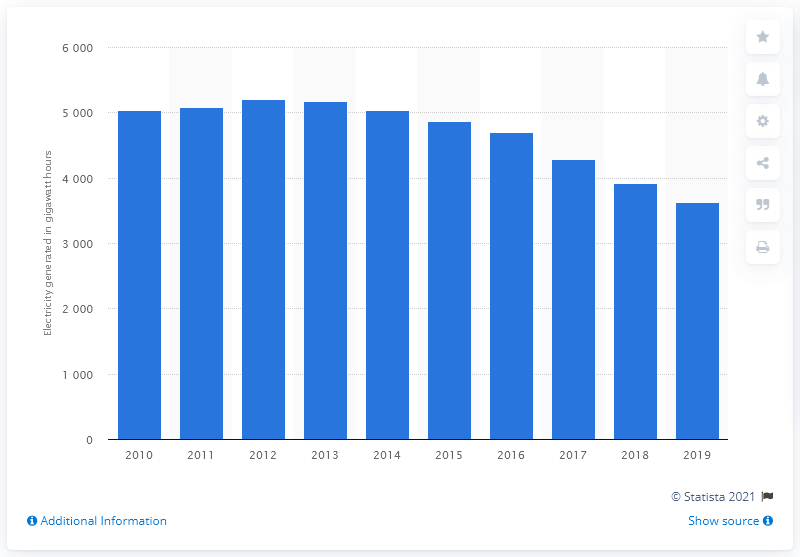 6 000
5 000
4 000
3 000
2 000
1 000
0
Electricity generated in gigawatt hours
2010 2011 2012 2013 2014 2015 2016 2017 2018 2019
© Statista 2021
Additional Information
Show source